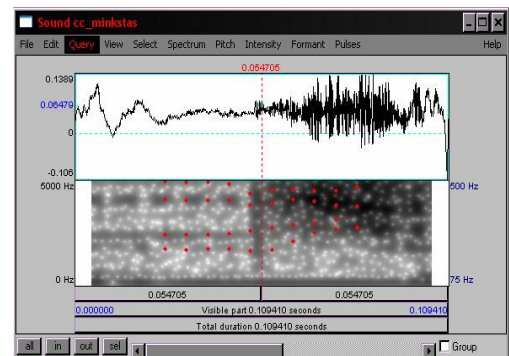 Sound cc_minkstas
File Edit Query View Select Spectrum Pitch Intensity Formant Pulses Help
0.054705
0.1389
0.06479
0
-0.106
5000 Hz 500 Hz
0 Hz 75 Hz
0.054705 0.054705
0.000000 Visible part 0.109410 seconds 0.109410
Total duration 0.109410 seconds
all in out sel Group